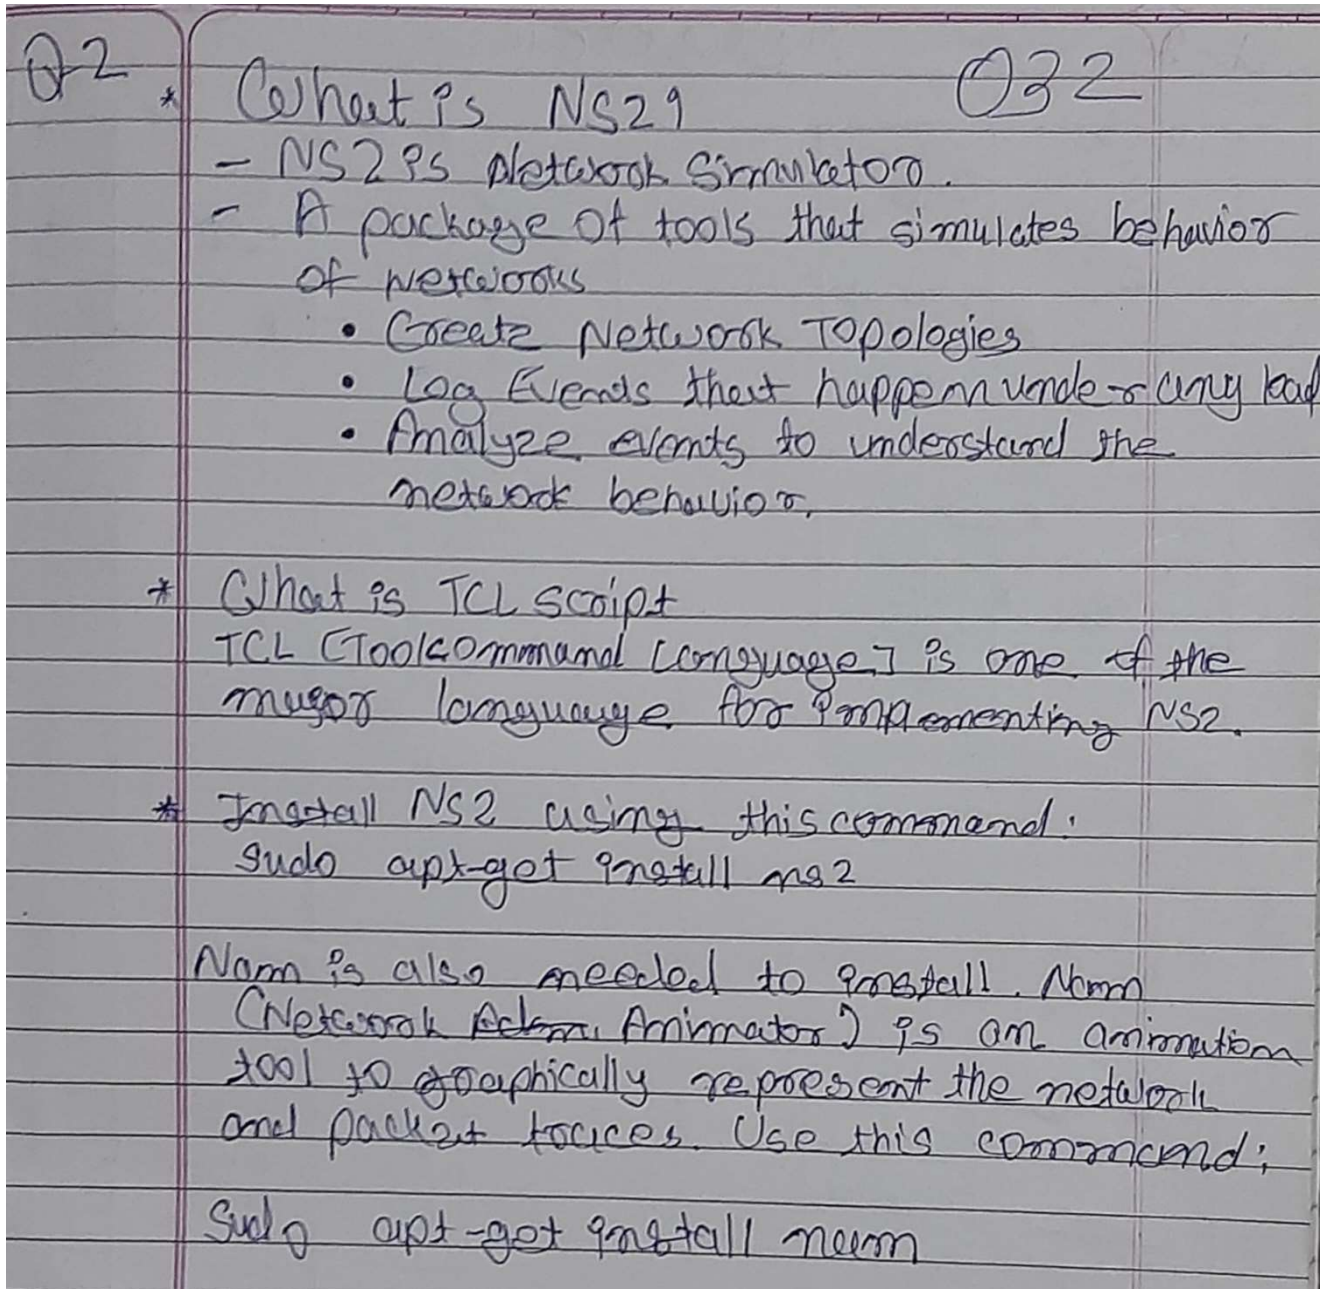 Q2
032
* What is NS2?
- NS2 is Network Simulator.
- A package of tools that simulates behavior
of networks
• Create Network Topologies
• Log Events that happen under any load
• Analyze events to understand the
network behavior.
* What is TCL script
TCL [Tool command language] is one of the
major language for implementing NS2.
* Install NS2 using this command:
sudo apt-get install ns2
Nam is also needed to install. Nam
(Network Animator) is an animation
tool to graphically represent the network
and packet traces. Use this command:
Sudo apt-get install nam